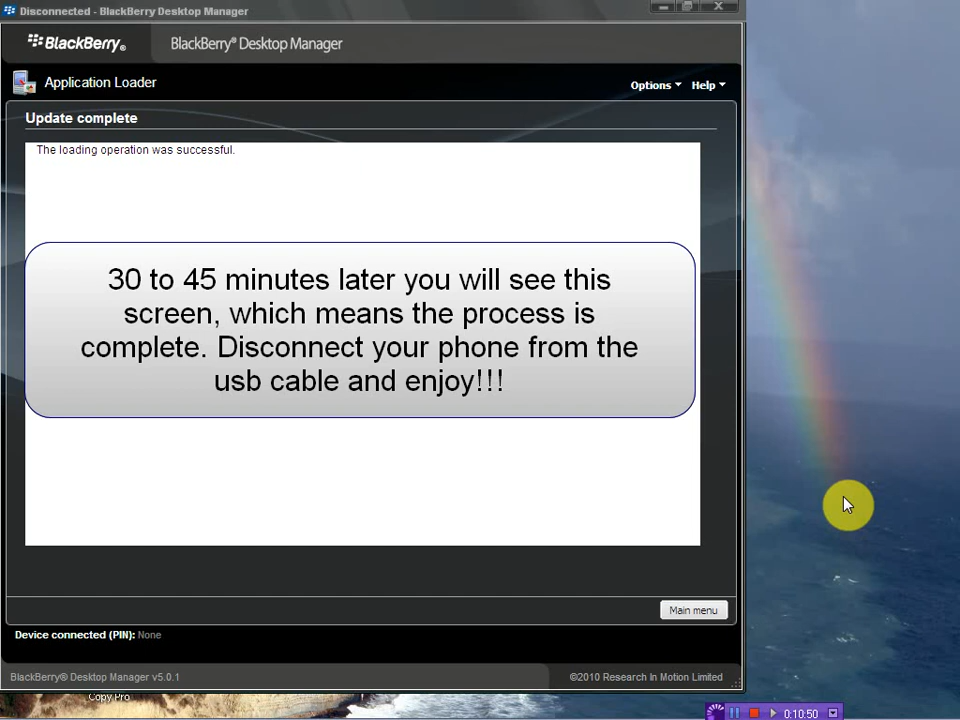 Disconnected - BlackBerry Desktop Manager
BlackBerry® BlackBerry® Desktop Manager
Application Loader
Options Help
Update complete
The loading operation was successful.
30 to 45 minutes later you will see this
screen, which means the process is
complete. Disconnect your phone from the
usb cable and enjoy!!!
Main menu
Device connected (PIN): None
BlackBerry® Desktop Manager v5.0.1 ©2010 Research In Motion Limited
Copy Pro
0:10:50